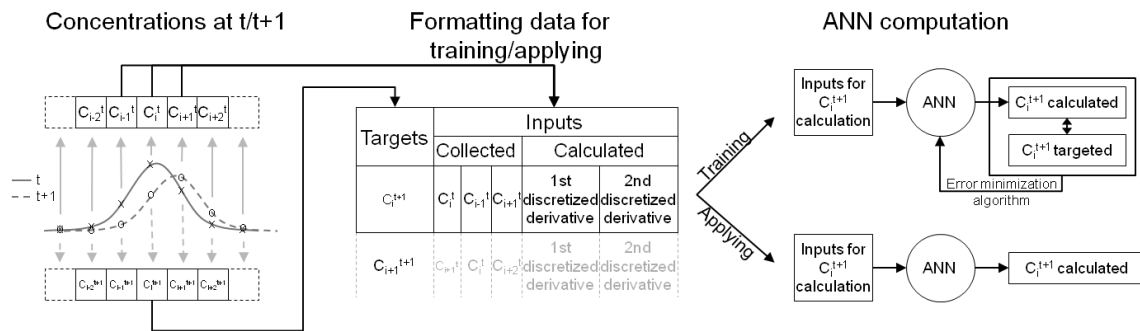 Concentrations at t/t+1
Formatting data for
training/applying
ANN computation
C_{i-2}^t C_{i-1}^t C_i^t C_{i+1}^t C_{i+2}^t
t
t+1
C_{i-2}^{t+1} C_{i-1}^{t+1} C_i^{t+1} C_{i+1}^{t+1} C_{i+2}^{t+1}
Targets
Inputs
Collected
Calculated
C_i^{t+1} C_i^t C_{i-1}^t C_{i+1}^t
1st
discretized
derivative
2nd
discretized
derivative
C_{i+1}^{t+1} C_{i+1}^t C_i^t C_{i+2}^t
1st
discretized
derivative
2nd
discretized
derivative
Training
Applying
Inputs for
C_i^{t+1}
calculation
ANN
C_i^{t+1} calculated
C_i^{t+1} targeted
Error minimization
algorithm
Inputs for
C_i^{t+1}
calculation
ANN
C_i^{t+1} calculated